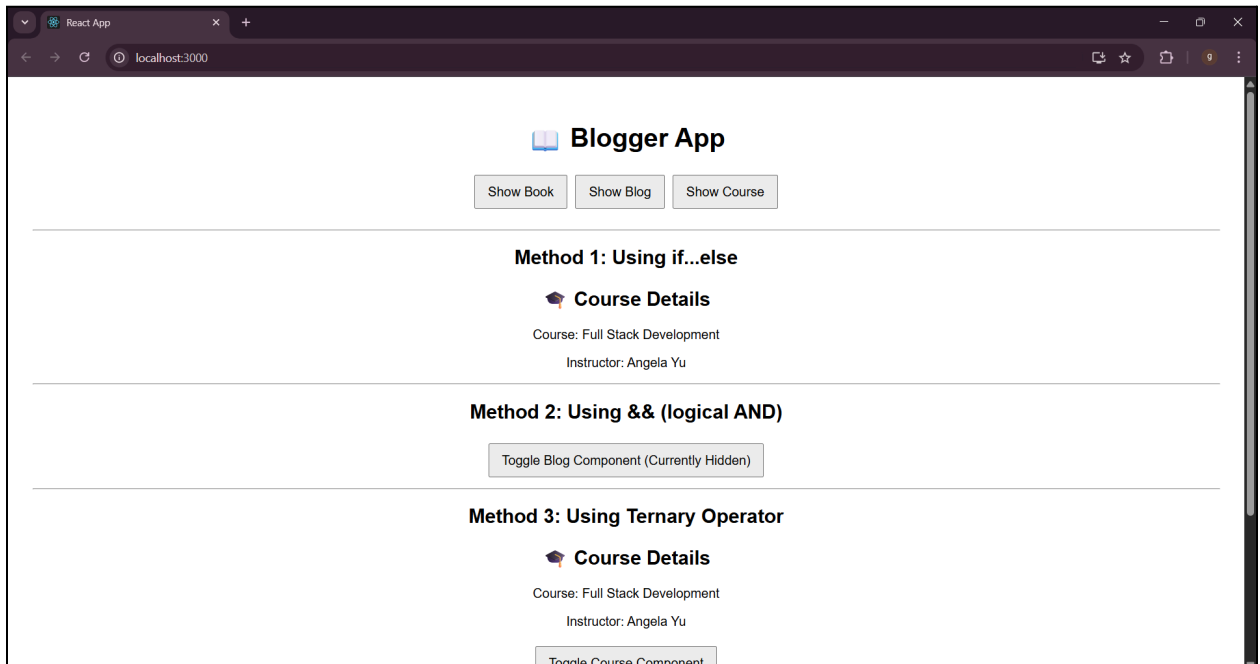 React App
localhost:3000
g
Blogger App
Show Book Show Blog Show Course
Method 1: Using if...else
Course Details
Course: Full Stack Development
Instructor: Angela Yu
Method 2: Using && (logical AND)
Toggle Blog Component (Currently Hidden)
Method 3: Using Ternary Operator
Course Details
Course: Full Stack Development
Instructor: Angela Yu
Toggle Course Component